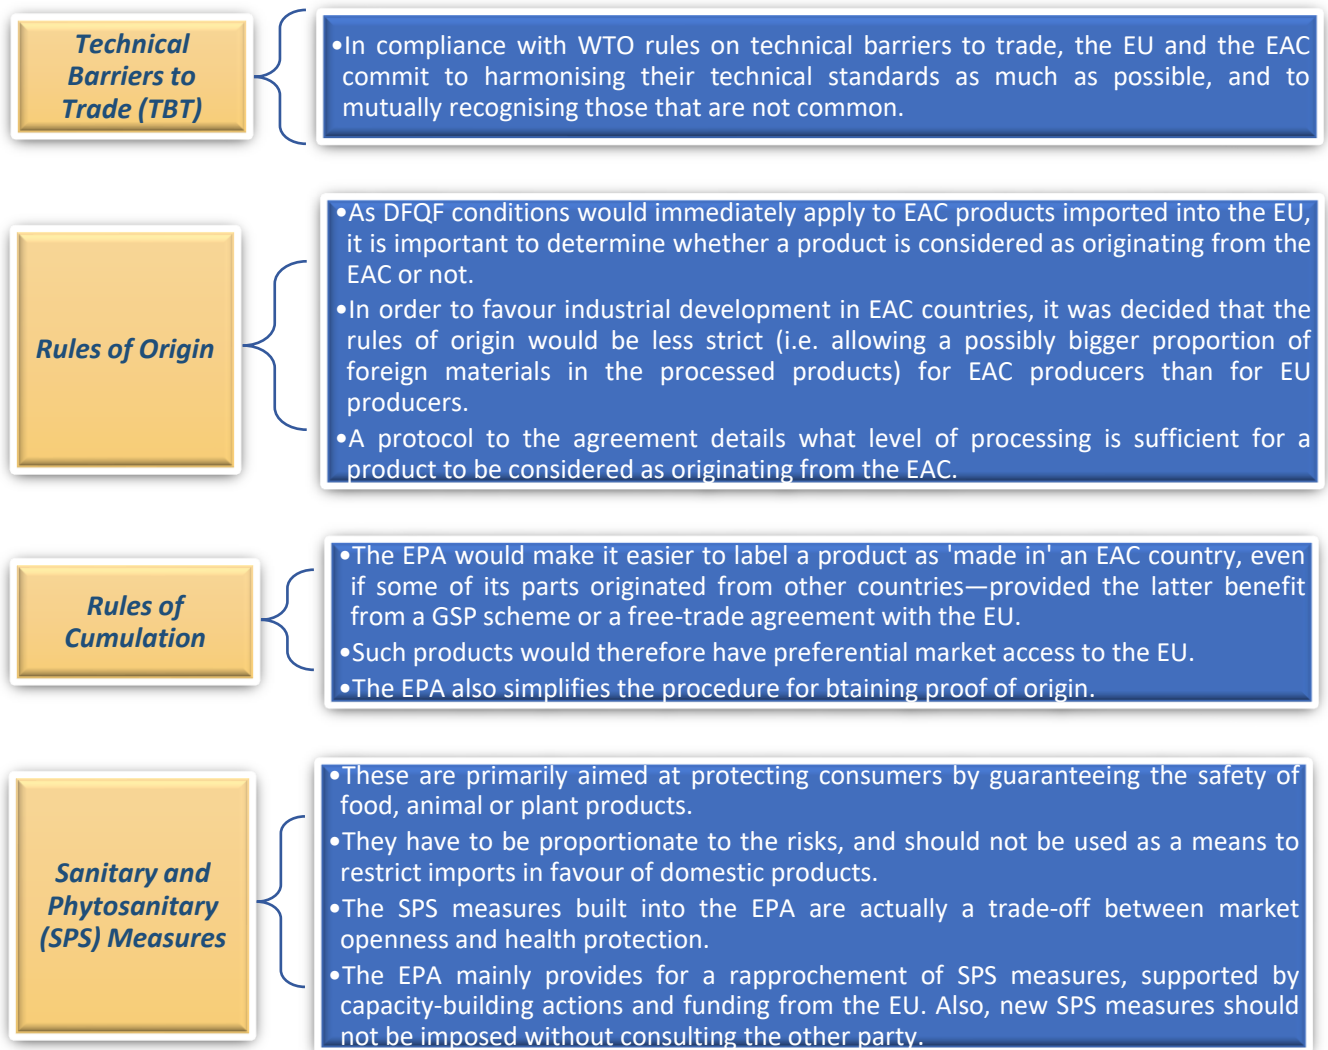 Technical
Barriers to
Trade (TBT)
•In compliance with WTO rules on technical barriers to trade, the EU and the EAC
commit to harmonising their technical standards as much as possible, and to
mutually recognising those that are not common.
Rules of Origin
•As DFQF conditions would immediately apply to EAC products imported into the EU,
it is important to determine whether a product is considered as originating from the
EAC or not.
•In order to favour industrial development in EAC countries, it was decided that the
rules of origin would be less strict (i.e. allowing a possibly bigger proportion of
foreign materials in the processed products) for EAC producers than for EU
producers.
•A protocol to the agreement details what level of processing is sufficient for a
product to be considered as originating from the EAC.
Rules of
Cumulation
•The EPA would make it easier to label a product as 'made in' an EAC country, even
if some of its parts originated from other countries—provided the latter benefit
from a GSP scheme or a free-trade agreement with the EU.
•Such products would therefore have preferential market access to the EU.
•The EPA also simplifies the procedure for btaining proof of origin.
Sanitary and
Phytosanitary
(SPS) Measures
•These are primarily aimed at protecting consumers by guaranteeing the safety of
food, animal or plant products.
•They have to be proportionate to the risks, and should not be used as a means to
restrict imports in favour of domestic products.
•The SPS measures built into the EPA are actually a trade-off between market
openness and health protection.
•The EPA mainly provides for a rapprochement of SPS measures, supported by
capacity-building actions and funding from the EU. Also, new SPS measures should
not be imposed without consulting the other party.